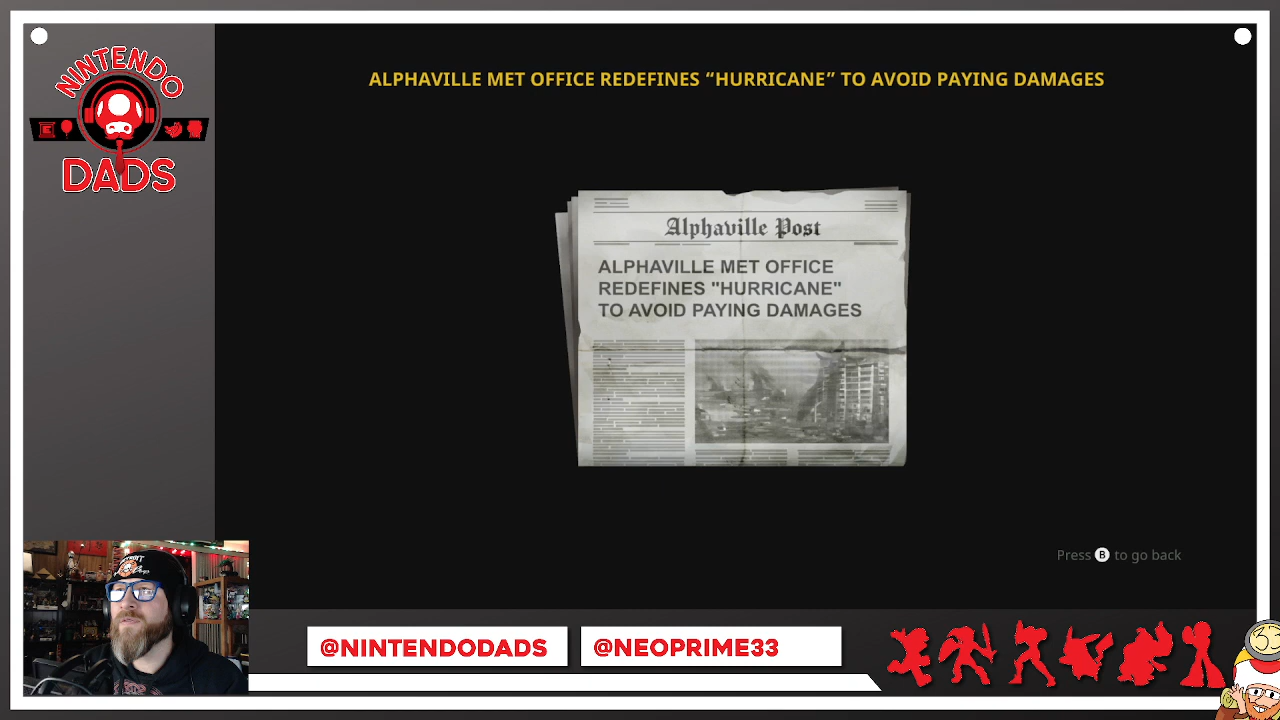 NINTENDO
DADS
ALPHAVILLE MET OFFICE REDEFINES “HURRICANE” TO AVOID PAYING DAMAGES
Alphaville Post
ALPHAVILLE MET OFFICE
REDEFINES "HURRICANE"
TO AVOID PAYING DAMAGES
Press B to go back
@NINTENDODADS
@NEOPRIME33